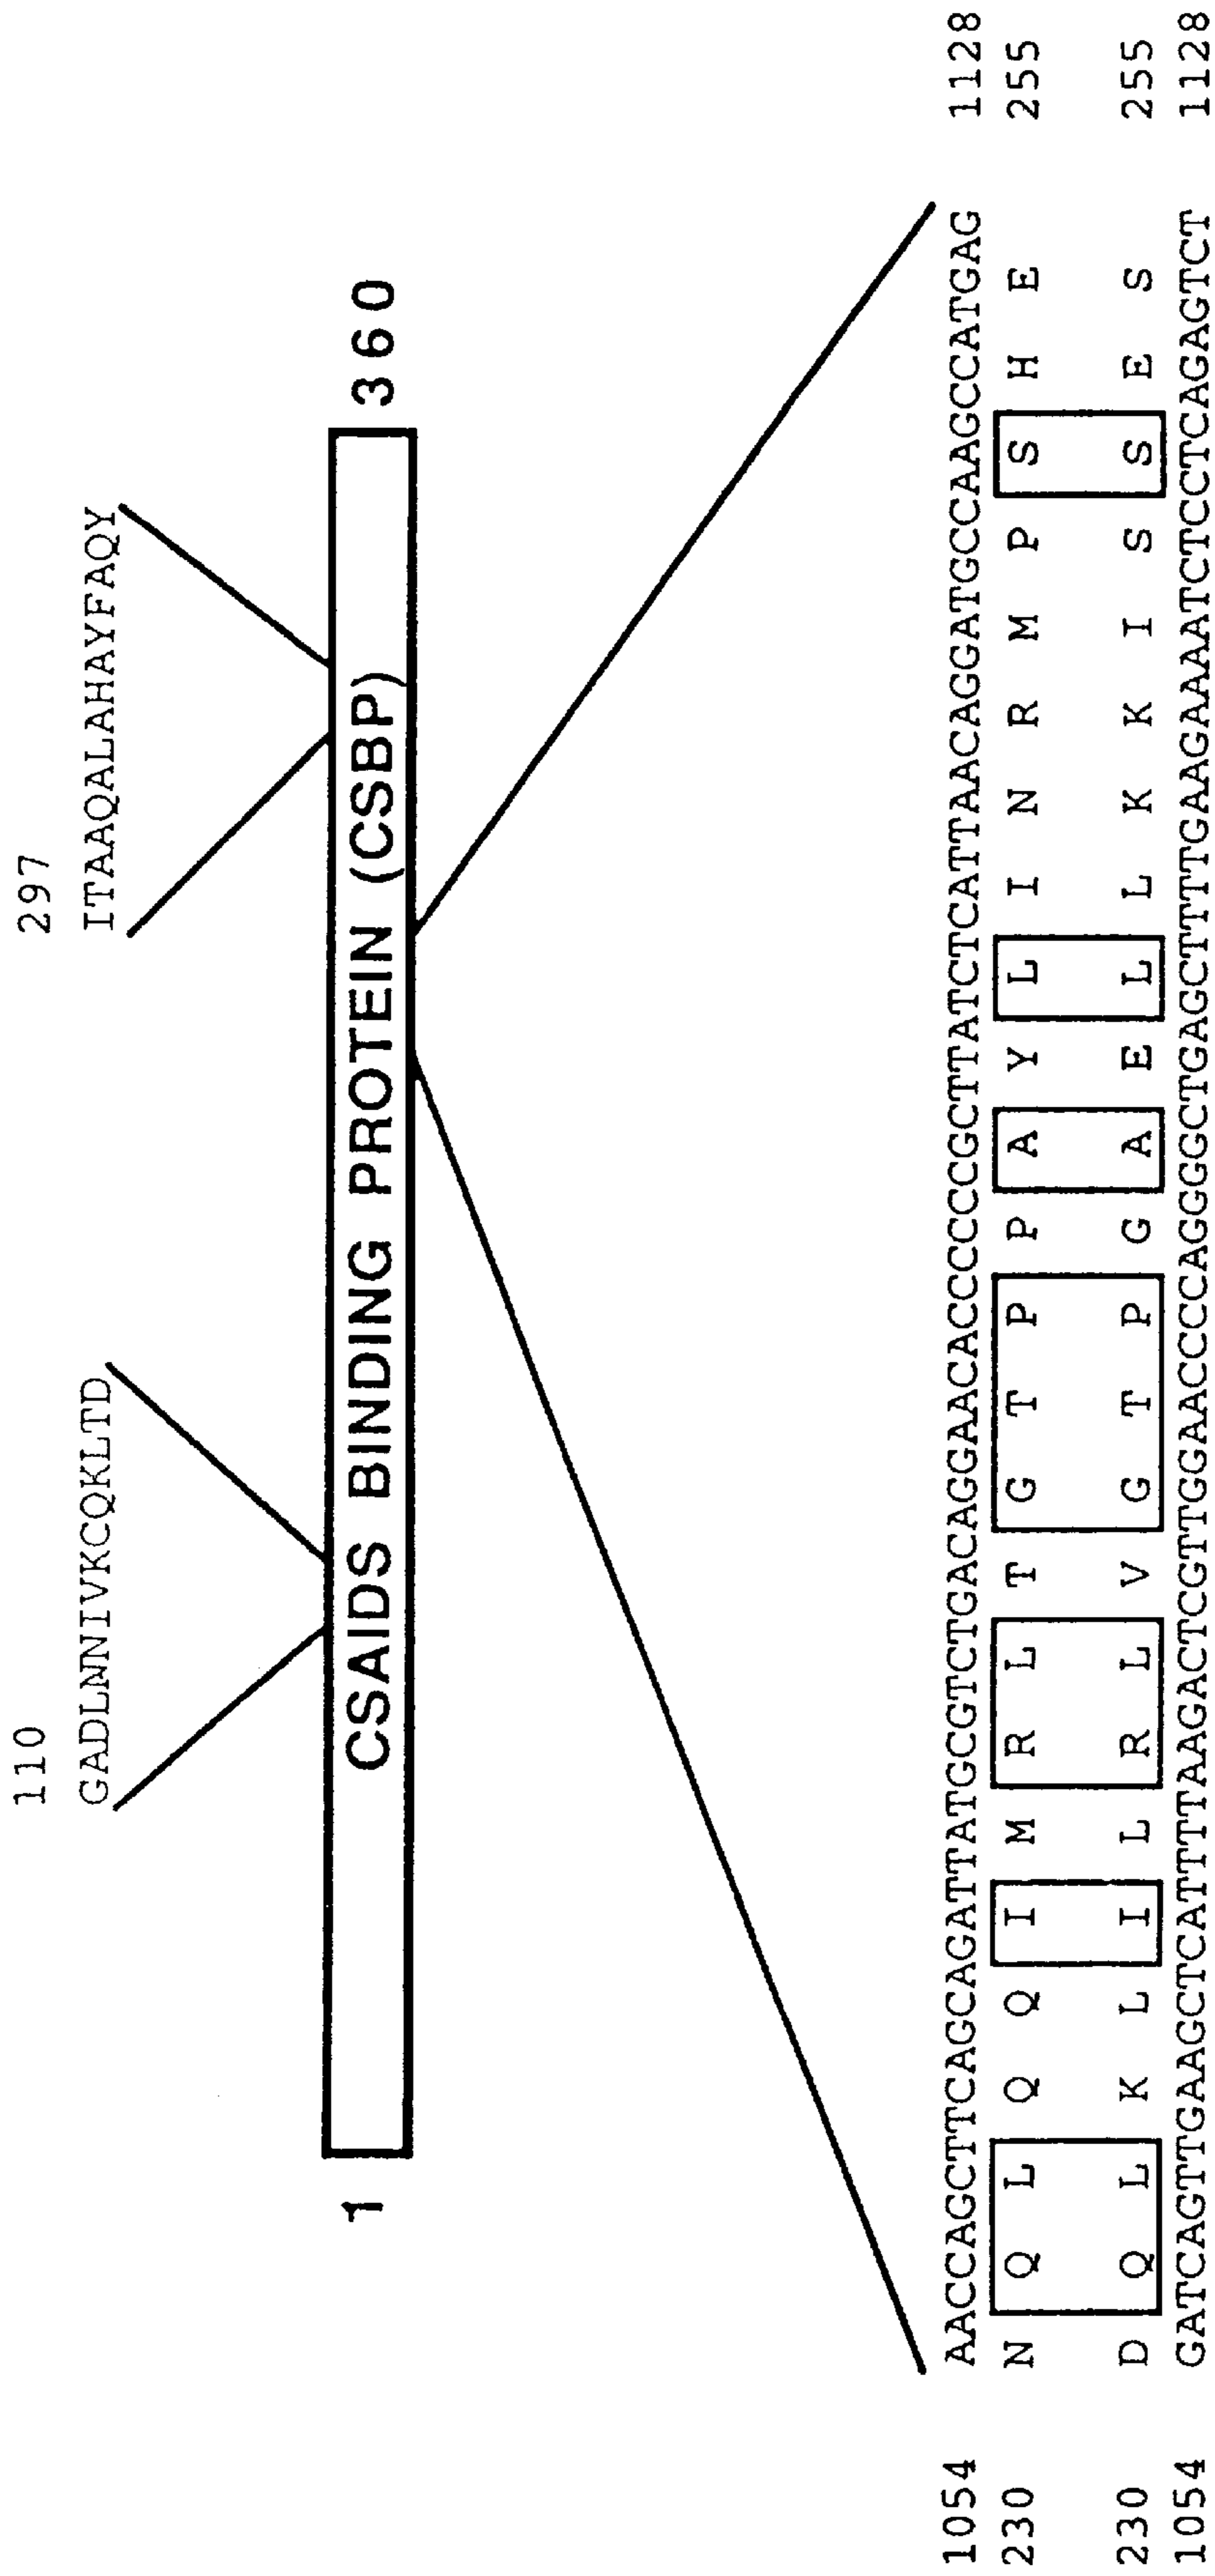 110 297
GADLNNIVKCQKLTD ITAAQALAHAYFAQY
1 CSAIDS BINDING PROTEIN (CSBP) 360
1054 AACCAGCTTCAGCAGATTATGCGTCTGACAGGAACACCCCCCGCTTATCTCATTAACAGGATGCCAAGCCATGAG 1128
230 N Q L Q Q I M R L T G T P P A Y L I N R M P S H E 255
230 D Q L K L I L R L V G T P G A E L L K K I S S E S 255
1054 GATCAGTTGAAGCTCATTTTAAGACTCGTTGGAACCCCAGGGGCTGAGCTTTTGAAGAAAATCTCCTCAGAGTCT 1128